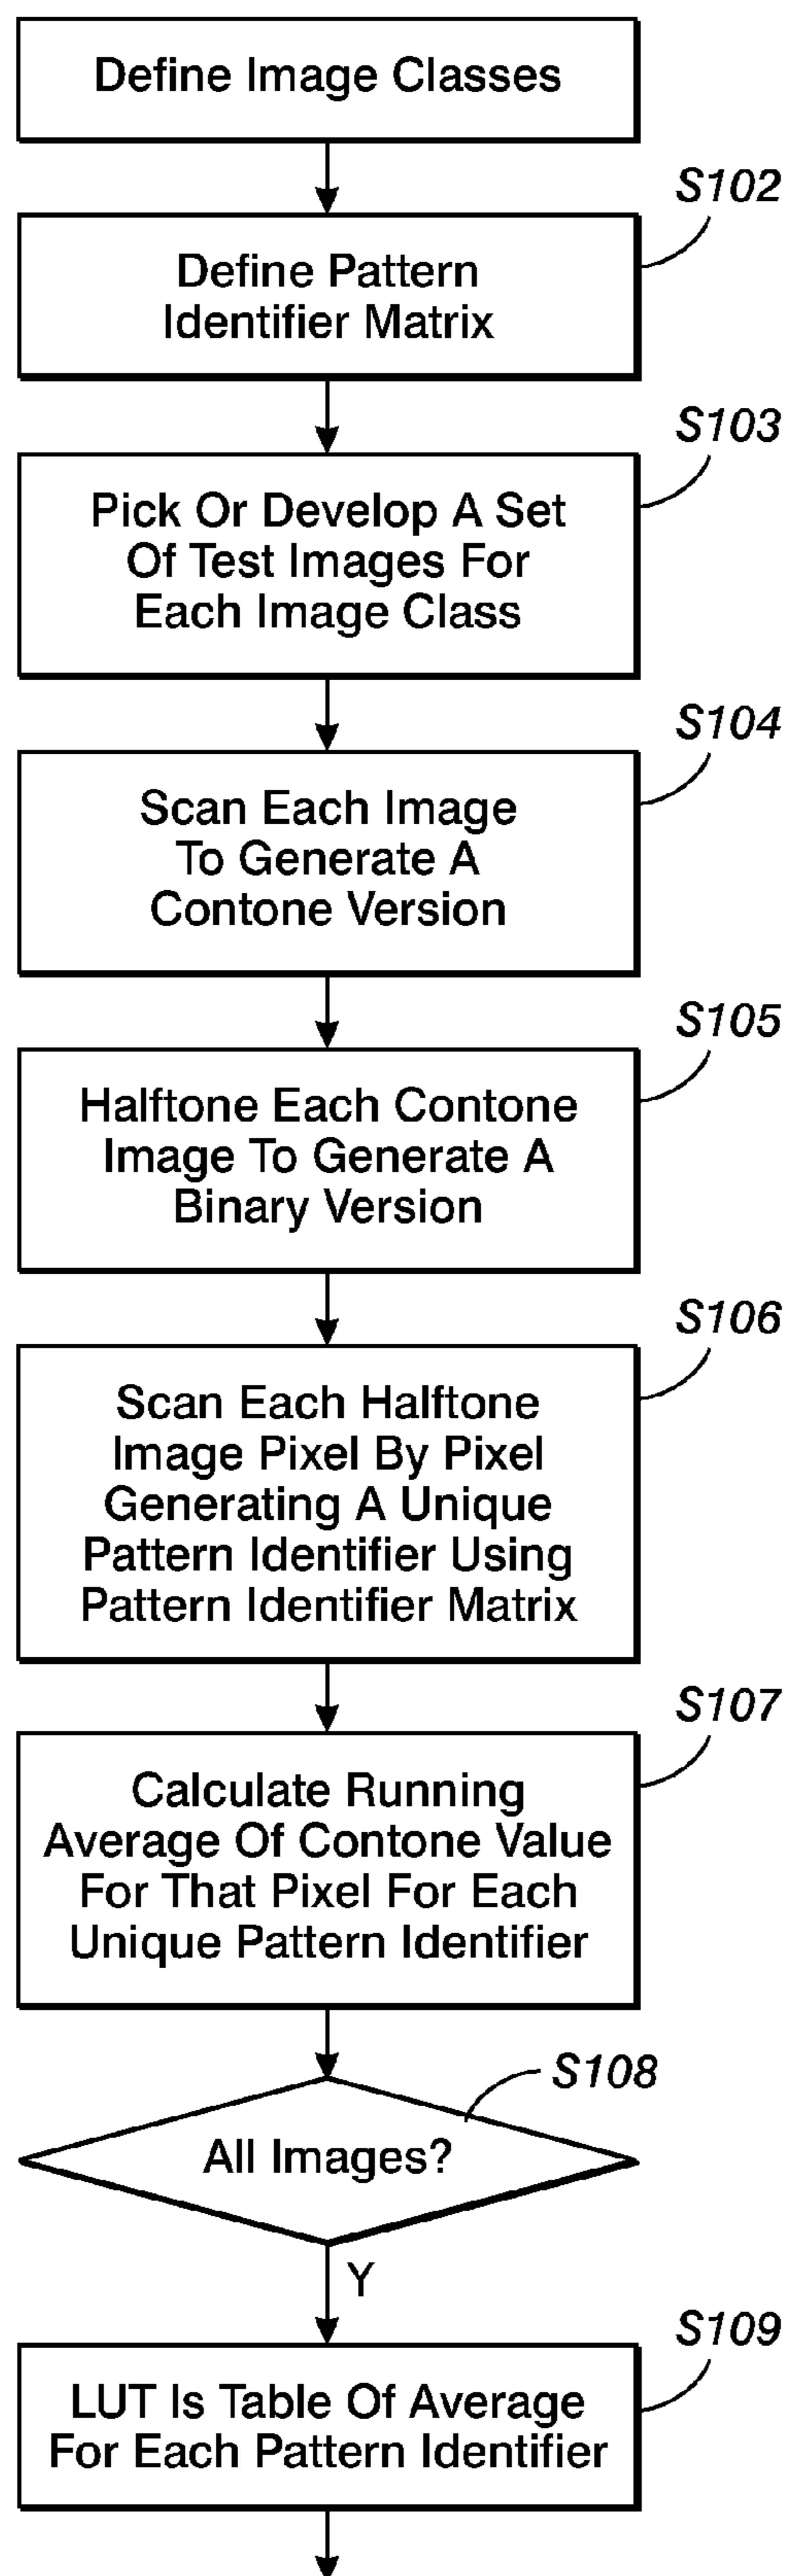 Define Image Classes
S102
Define Pattern
Identifier Matrix
S103
Pick Or Develop A Set
Of Test Images For
Each Image Class
S104
Scan Each Image
To Generate A
Contone Version
S105
Halftone Each Contone
Image To Generate A
Binary Version
S106
Scan Each Halftone
Image Pixel By Pixel
Generating A Unique
Pattern Identifier Using
Pattern Identifier Matrix
S107
Calculate Running
Average Of Contone Value
For That Pixel For Each
Unique Pattern Identifier
S108
All Images?
Y
S109
LUT Is Table Of Average
For Each Pattern Identifier